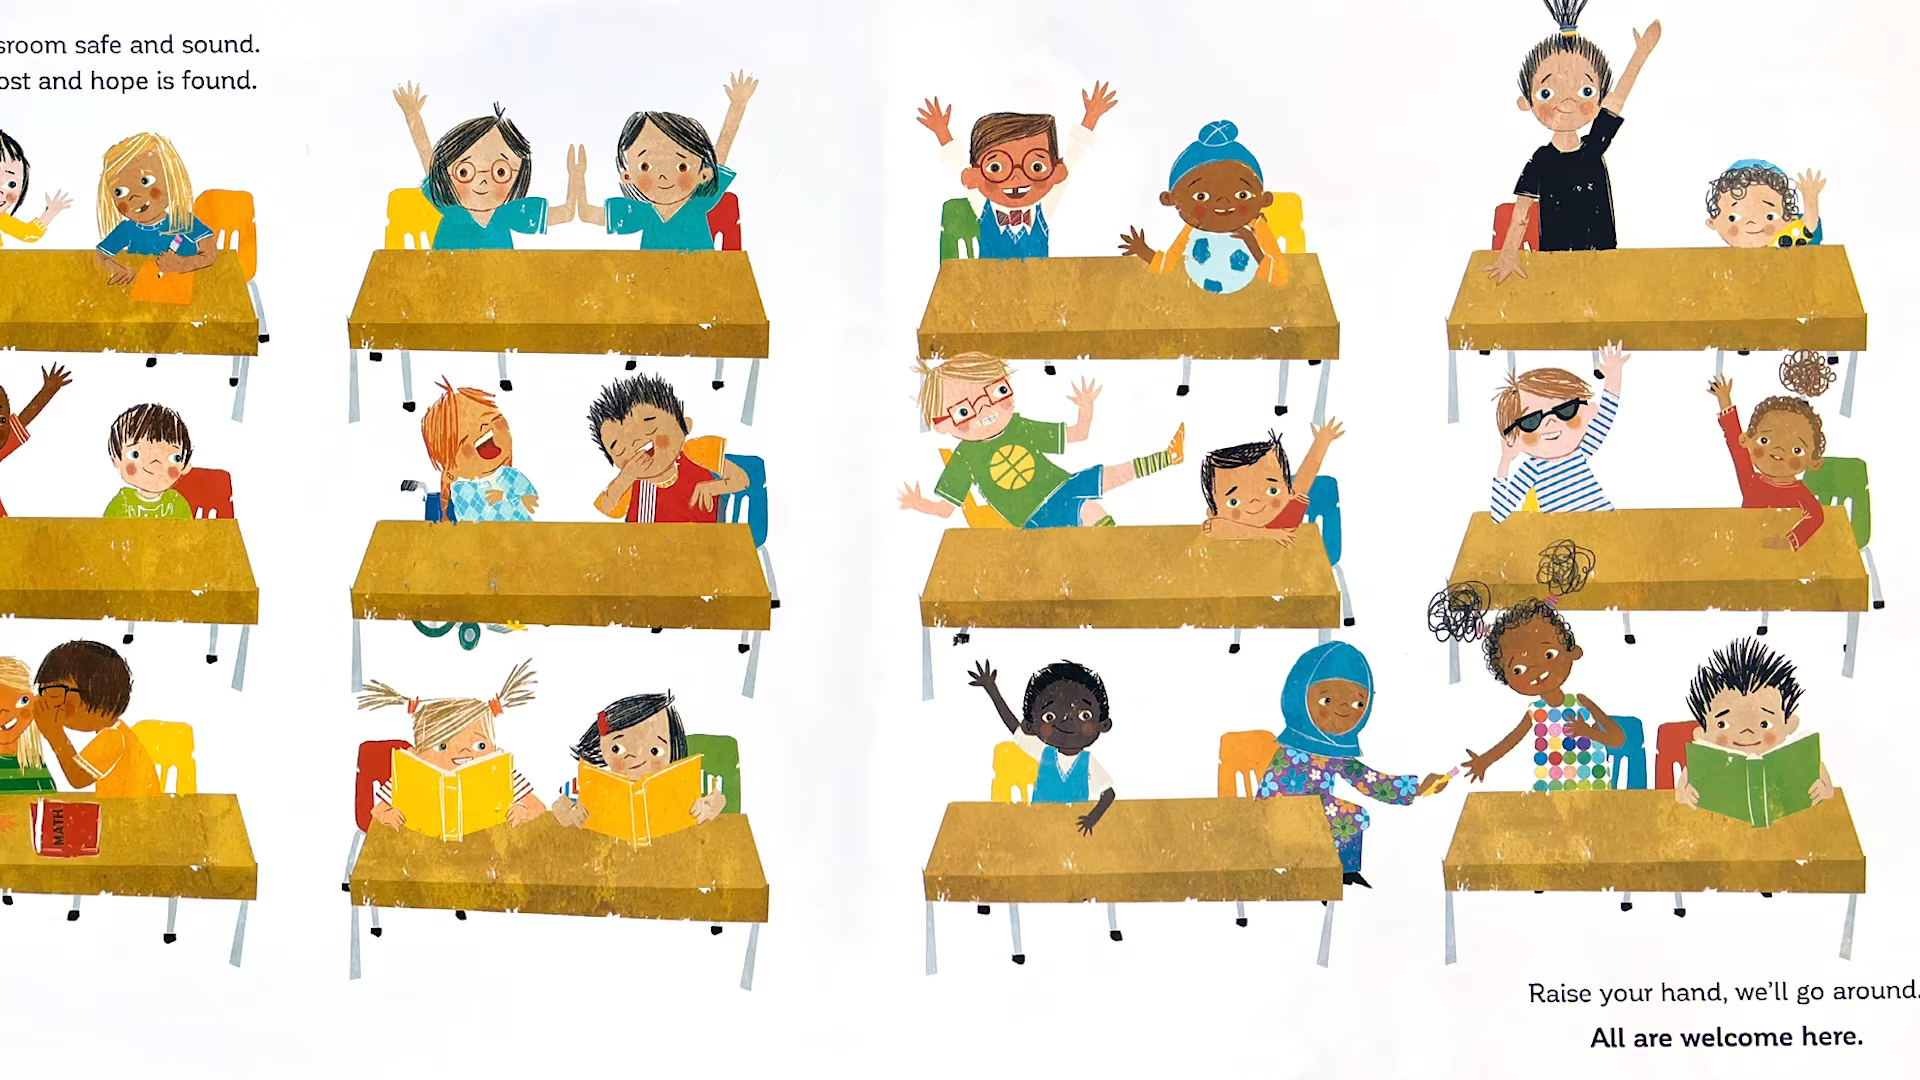 sroom safe and sound.
ost and hope is found.
MATH
Raise your hand, we'll go around.
All are welcome here.